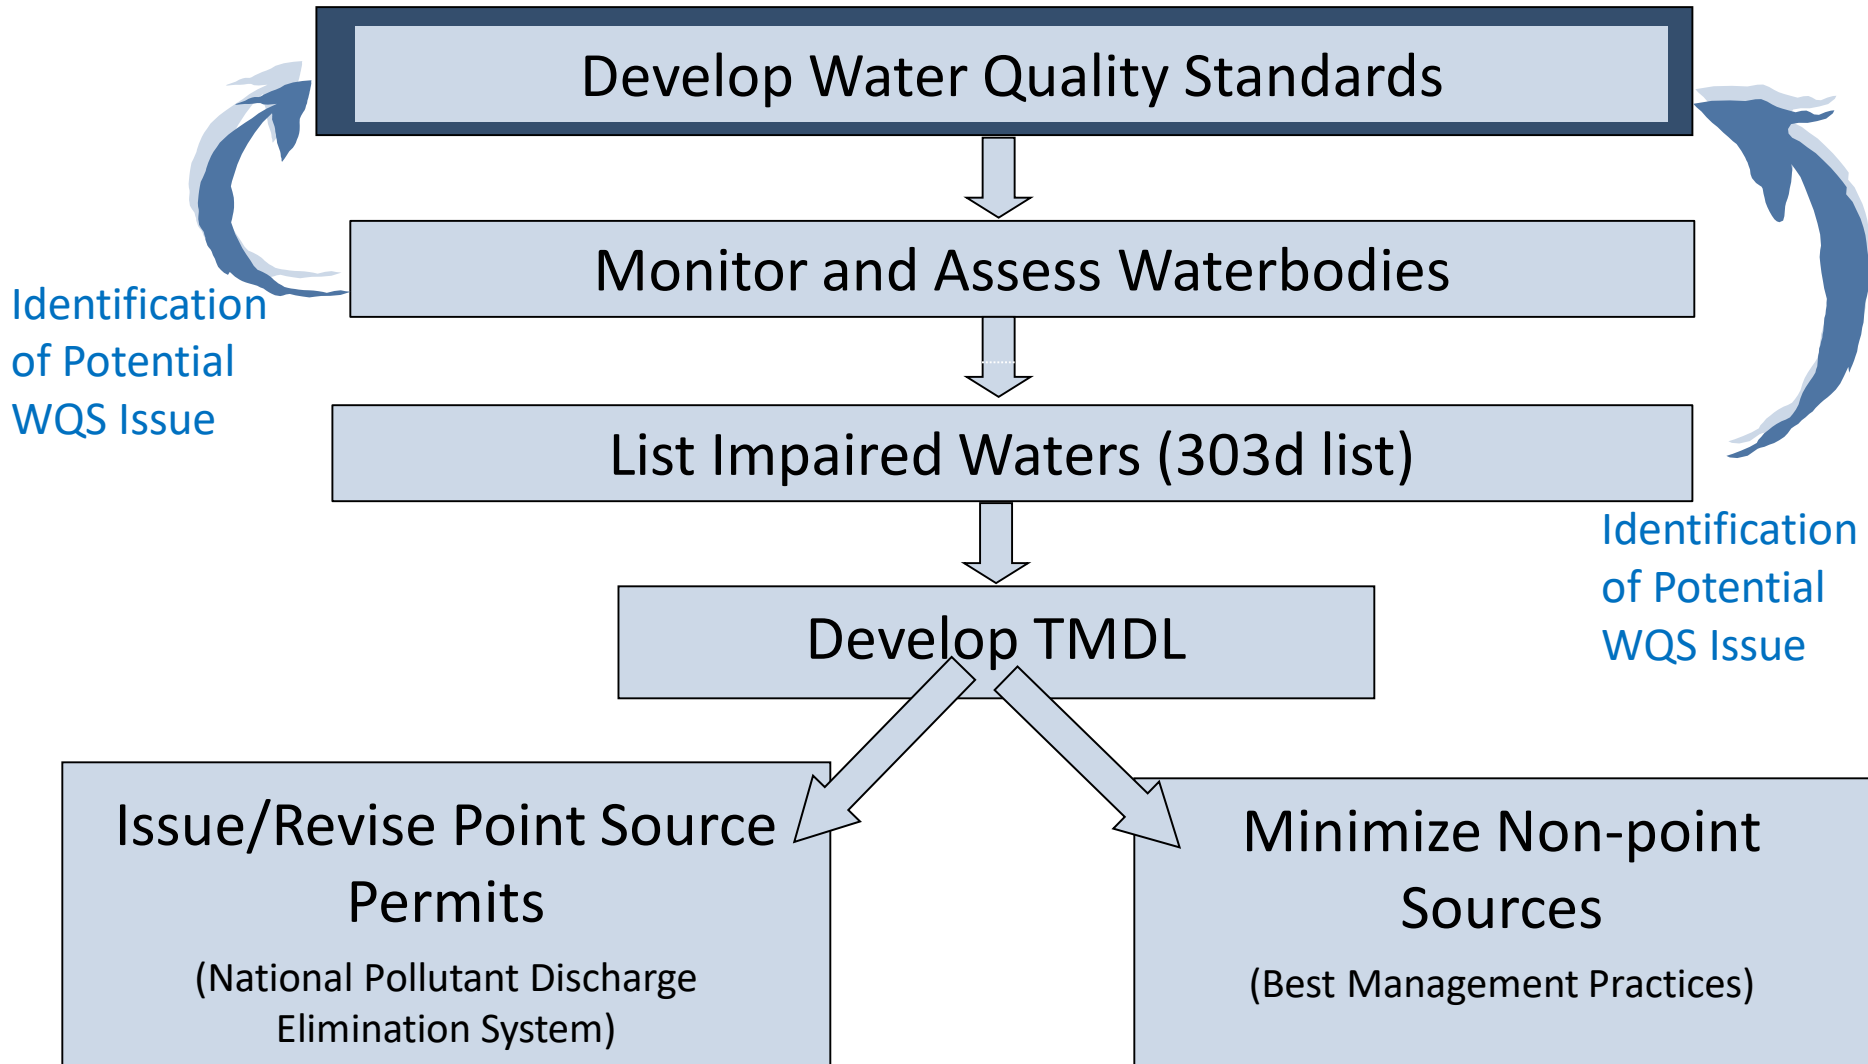 Develop Water Quality Standards
Monitor and Assess Waterbodies
Identification
of Potential
WQS Issue
List Impaired Waters (303d list)
Identification
of Potential
WQS Issue
Develop TMDL
Issue/Revise Point Source
Permits
(National Pollutant Discharge
Elimination System)
Minimize Non-point
Sources
(Best Management Practices)